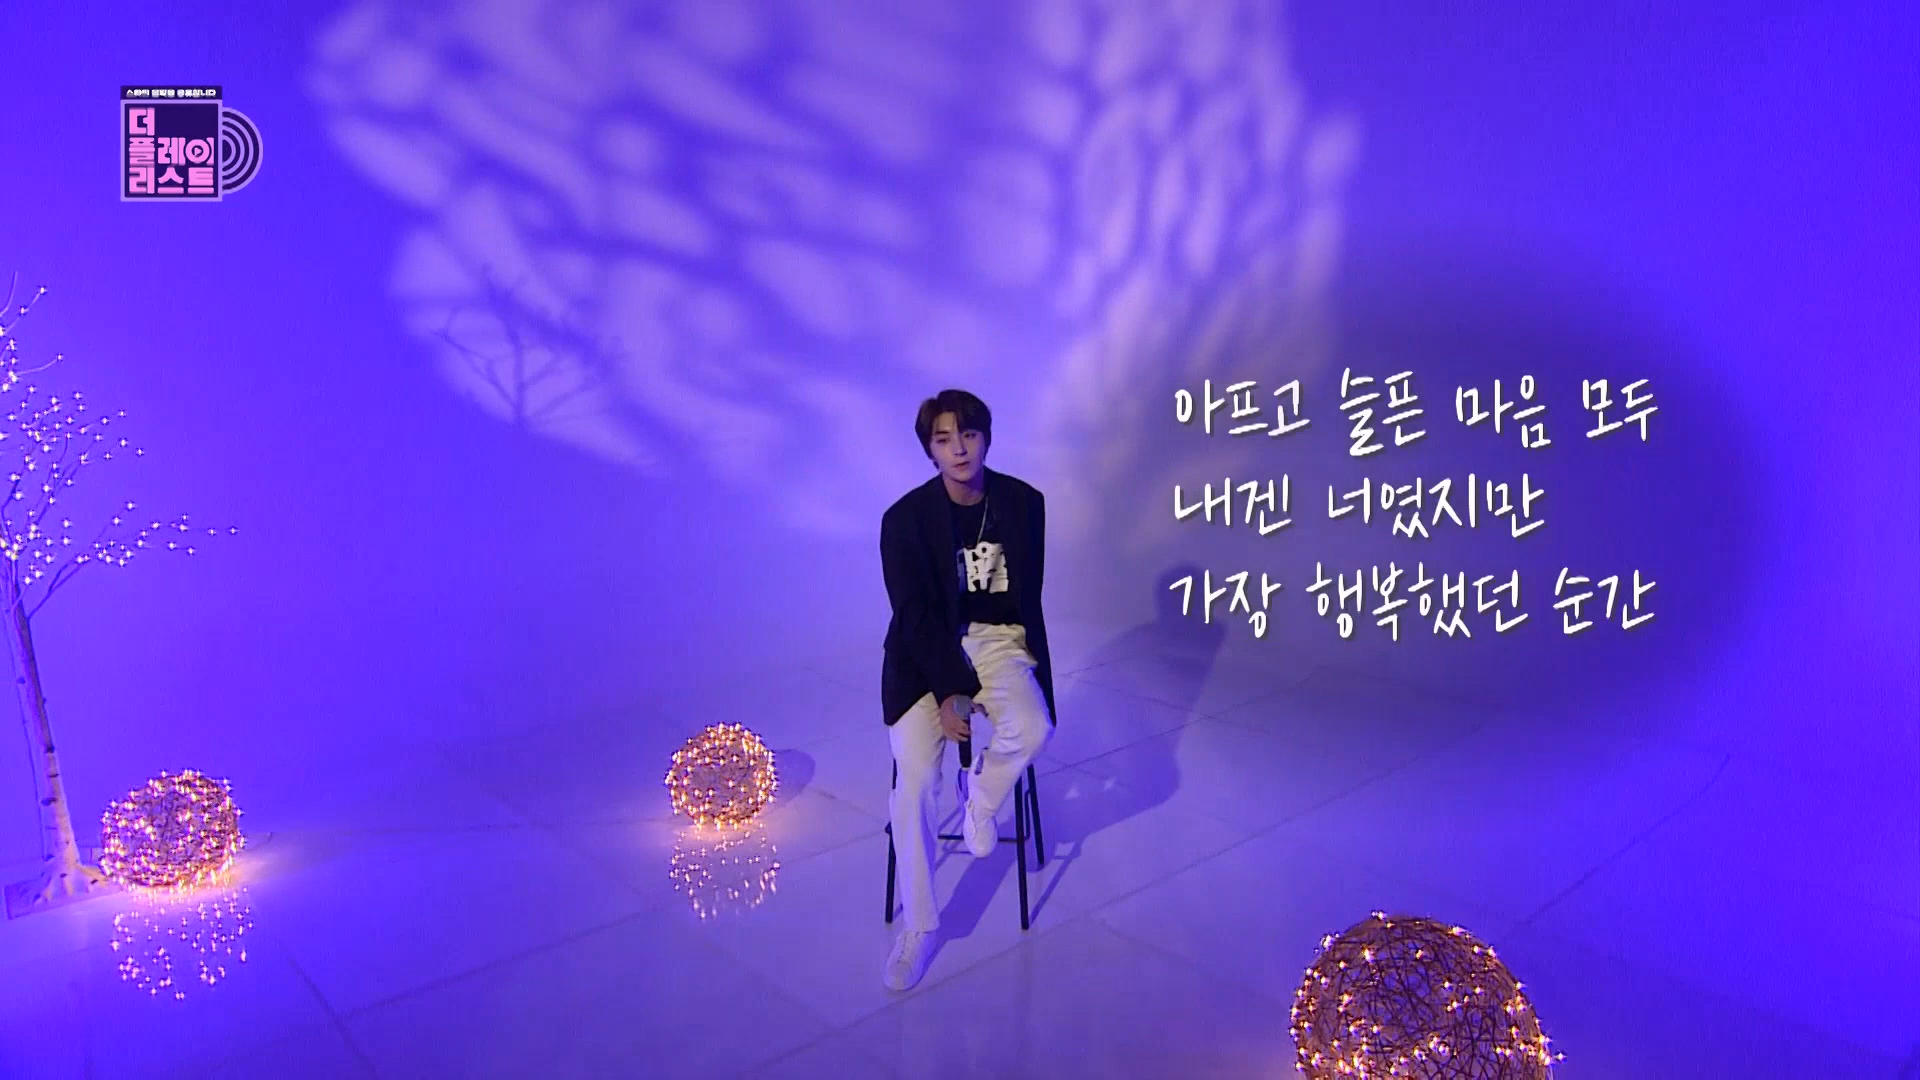 더
플레이
리스트
아프고 슬픈 마음 모두
내겐 너였지만
가장 행복했던 순간